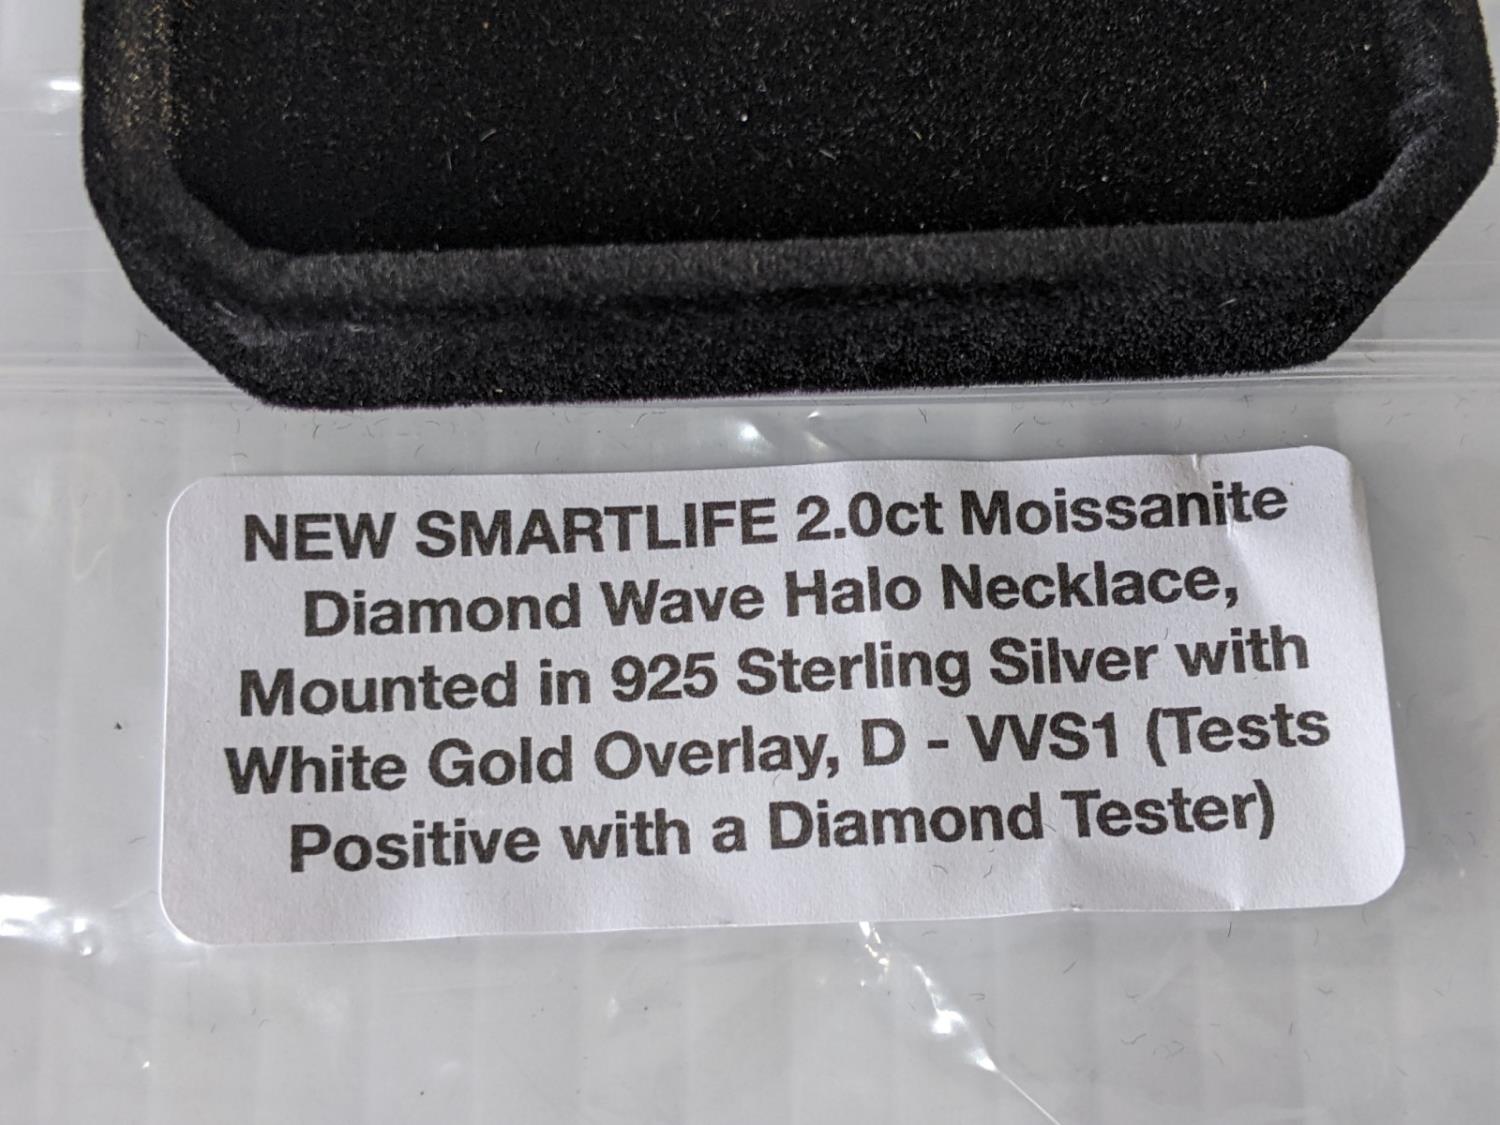 NEW SMARTLIFE 2.0ct Moissanite
Diamond Wave Halo Necklace,
Mounted in 925 Sterling Silver with
White Gold Overlay, D - VVS1 (Tests
Positive with a Diamond Tester)